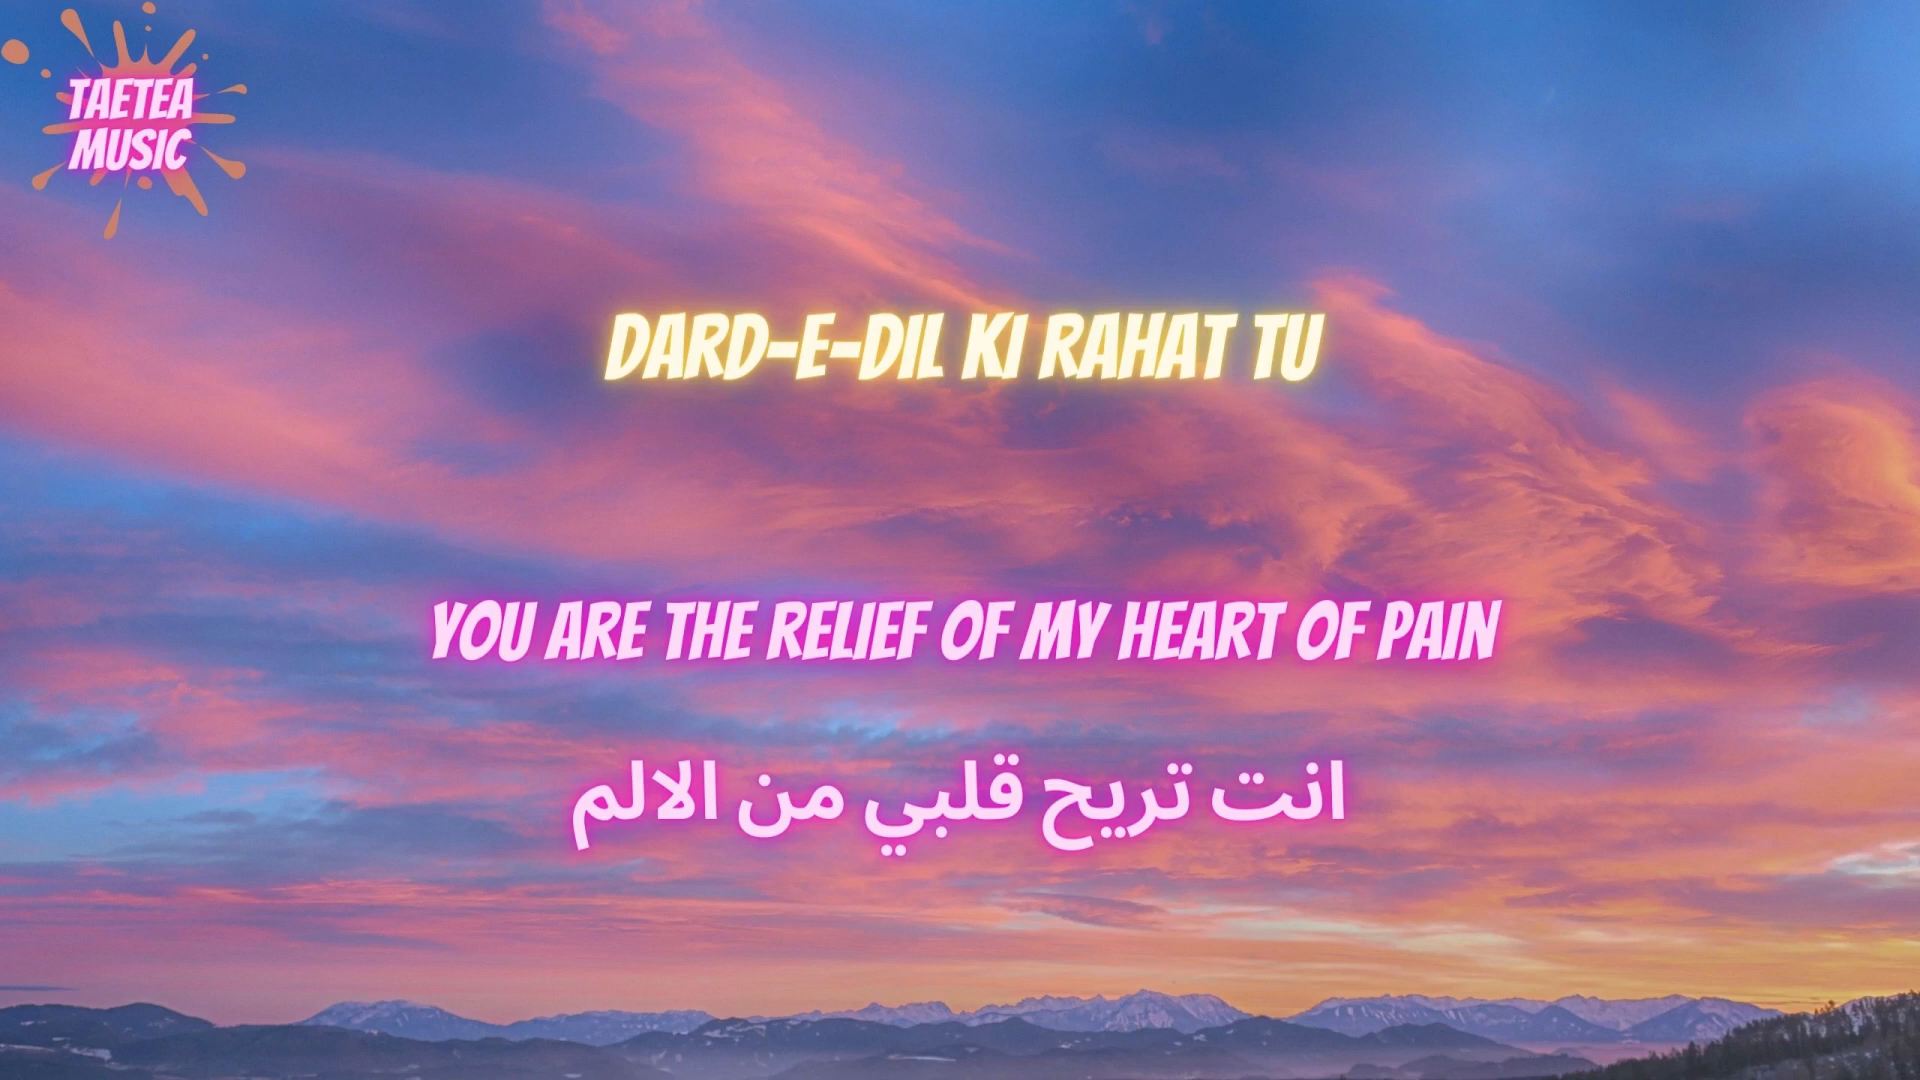 TAETEA
MUSIC
DARD-E-DIL KI RAHAT TU
YOU ARE THE RELIEF OF MY HEART OF PAIN
انت تريح قلبي من الالم